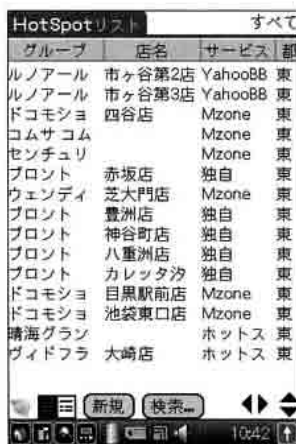 HotSpotリスト すべて
グループ 店名 サービス 都
ルノアール 市ヶ谷第2店 YahooBB 東
ルノアール 市ヶ谷第3店 YahooBB 東
ドコモショ 四谷店 Mzone 東
コムサコム Mzone 東
センチュリ Mzone 東
プロント 赤坂店 独自 東
ウェンディ 芝大門店 Mzone 東
プロント 豊洲店 独自 東
プロント 神谷町店 独自 東
プロント 八重洲店 独自 東
プロント カレッタ汐 独自 東
ドコモショ 目黒駅前店 Mzone 東
ドコモショ 池袋東口店 Mzone 東
晴海グラン ホットス 東
ヴィドフラ 大崎店 ホットス 東
新規 検索...
10:42